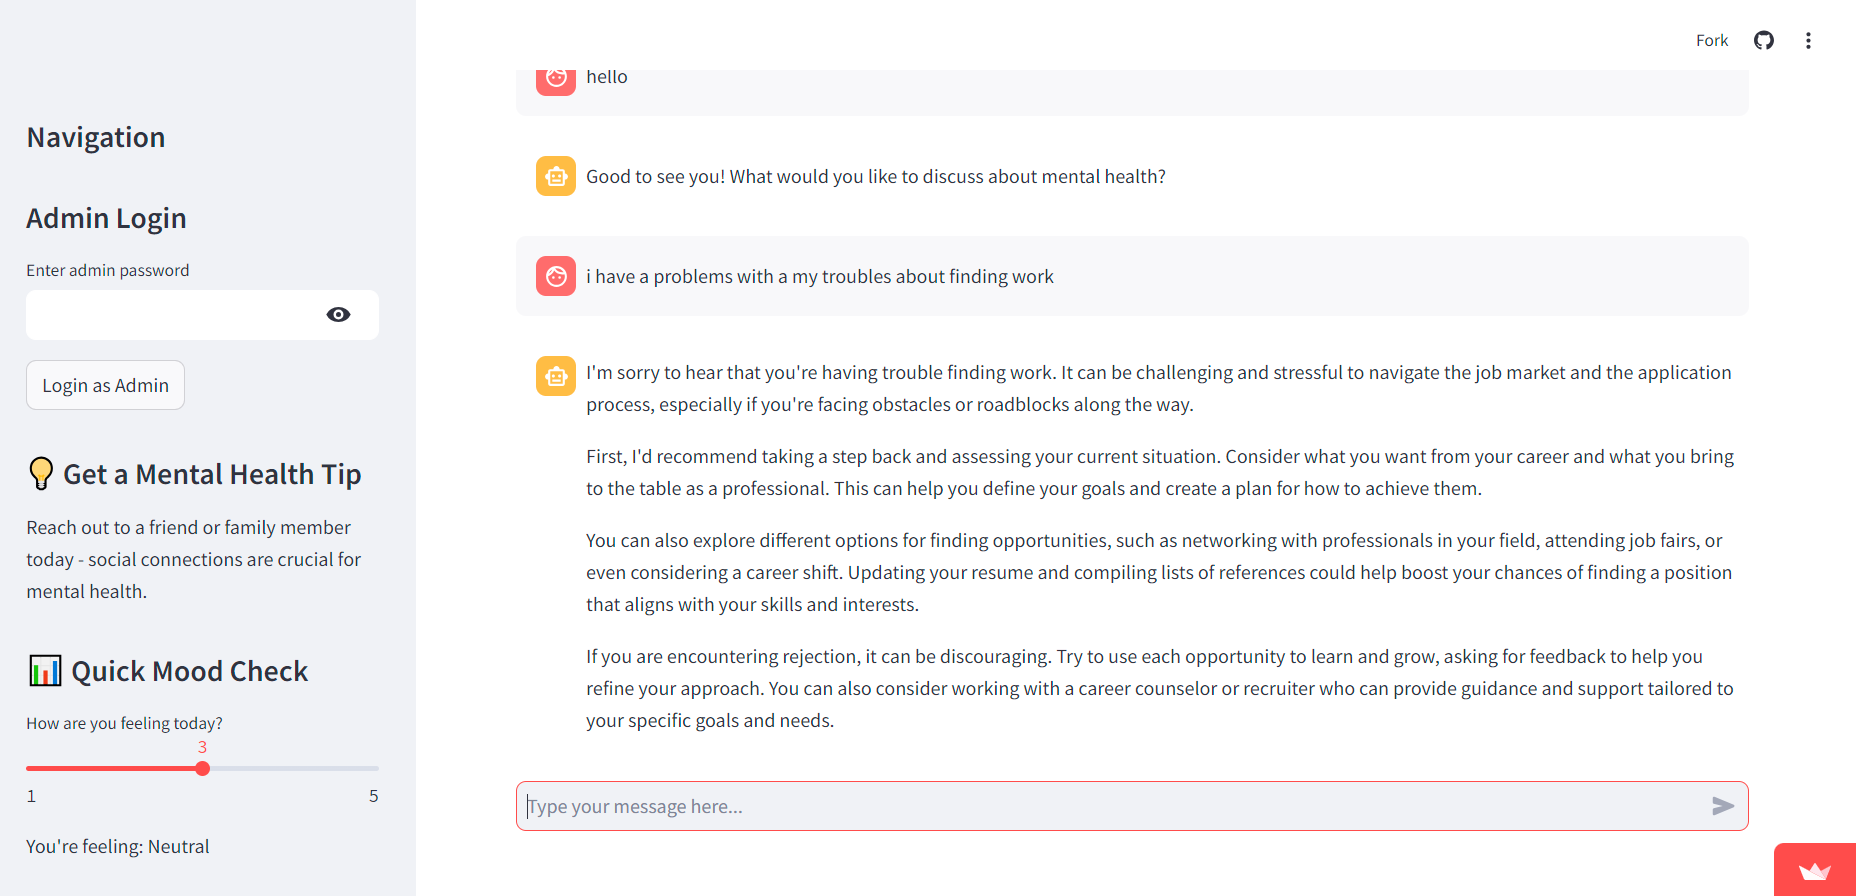 Fork
Navigation
Admin Login
Enter admin password
Login as Admin
Get a Mental Health Tip
Reach out to a friend or family member
today - social connections are crucial for
mental health.
Quick Mood Check
How are you feeling today?
3
1
5
You're feeling: Neutral
hello
Good to see you! What would you like to discuss about mental health?
i have a problems with a my troubles about finding work
I'm sorry to hear that you're having trouble finding work. It can be challenging and stressful to navigate the job market and the application
process, especially if you're facing obstacles or roadblocks along the way.
First, I'd recommend taking a step back and assessing your current situation. Consider what you want from your career and what you bring
to the table as a professional. This can help you define your goals and create a plan for how to achieve them.
You can also explore different options for finding opportunities, such as networking with professionals in your field, attending job fairs, or
even considering a career shift. Updating your resume and compiling lists of references could help boost your chances of finding a position
that aligns with your skills and interests.
If you are encountering rejection, it can be discouraging. Try to use each opportunity to learn and grow, asking for feedback to help you
refine your approach. You can also consider working with a career counselor or recruiter who can provide guidance and support tailored to
your specific goals and needs.
Type your message here...